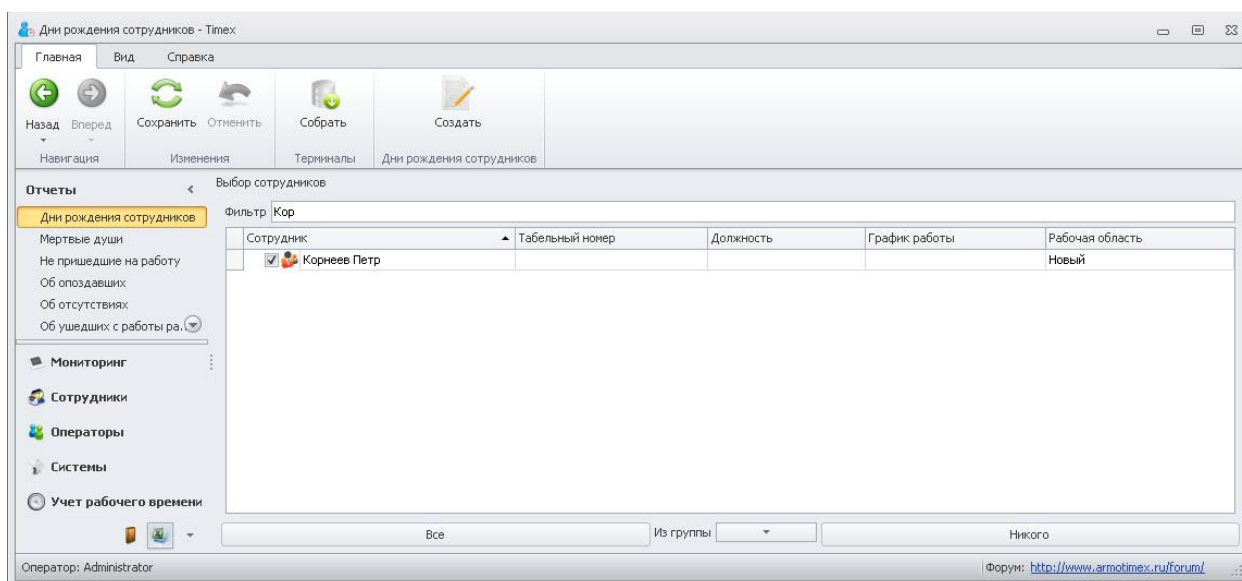 Дни рождения сотрудников - Timex
Главная Вид Справка
Назад Вперед Сохранить Отменить Собрать Создать
Навигация Изменения Терминалы Дни рождения сотрудников
Отчеты
Дни рождения сотрудников
Мертвые души
Не пришедшие на работу
Об опоздавших
Об отсутствиях
Об ушедших с работы ра.
Мониторинг
Сотрудники
Операторы
Системы
Учет рабочего времени
Выбор сотрудников
Фильтр Кор
Сотрудник Табельный номер Должность График работы Рабочая область
Корнеев Петр Новый
Все Из группы Никого
Оператор: Administrator Форум: http://www.armotimex.ru/forum/